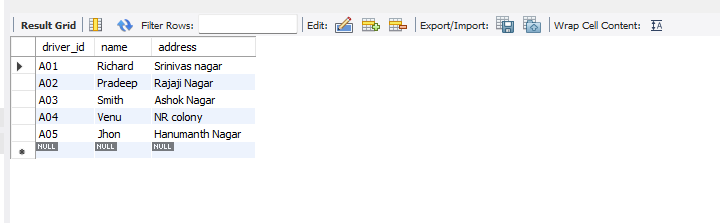 Result Grid Filter Rows: Edit: Export/Import: Wrap Cell Content:
driver_id name address
A01 Richard Srinivas nagar
A02 Pradeep Rajaji Nagar
A03 Smith Ashok Nagar
A04 Venu NR colony
A05 Jhon Hanumanth Nagar
NULL NULL NULL